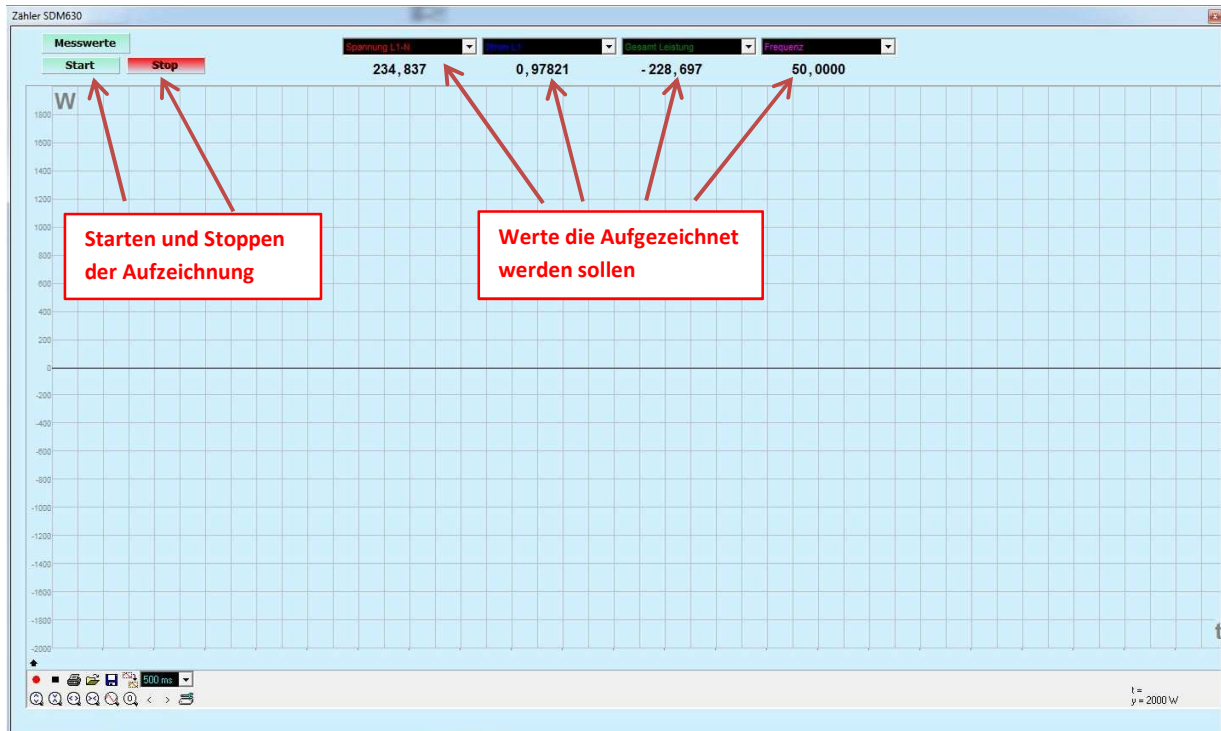 Zähler SDM630
Messwerte
Start Stop
Spannung L1-N Strom L1 Gesamt Leistung Frequenz
234,837 0,97821 -228,697 50,0000
W
1800
1600
1400
1200
1000
800
600
400
200
0
-200
-400
-600
-800
-1000
-1200
-1400
-1600
-1800
-2000
Starten und Stoppen
der Aufzeichnung
Werte die Aufgezeichnet
werden sollen
t
500 ms
t =
y = 2000 W